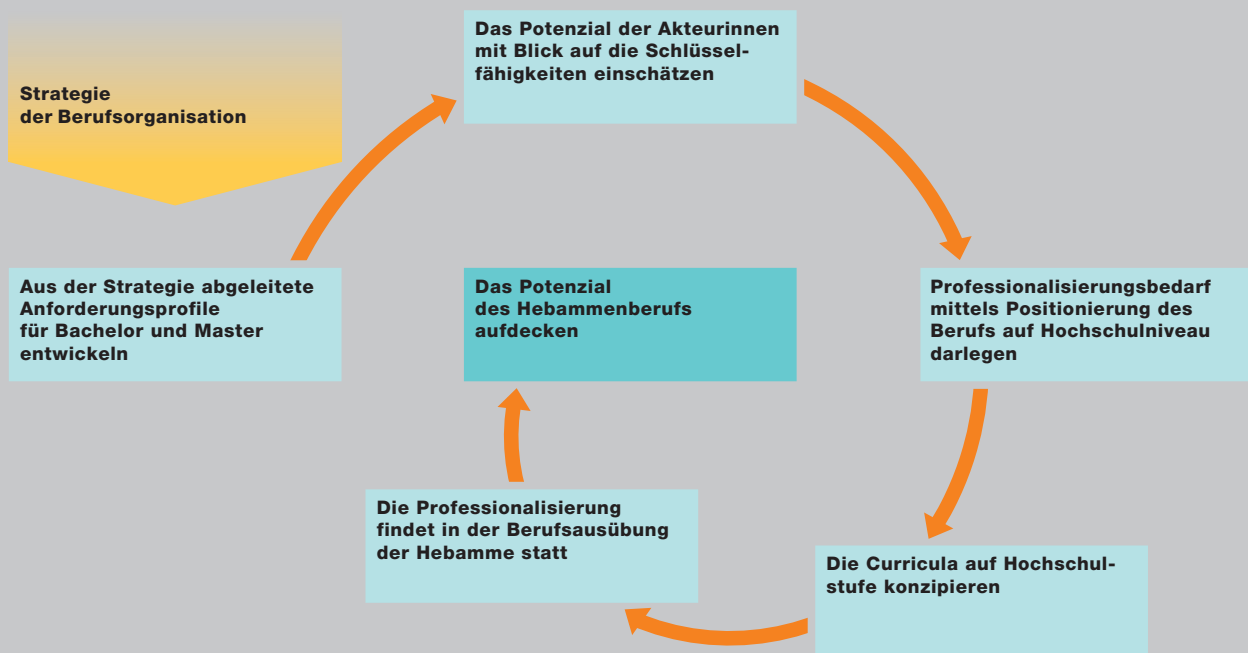 Strategie
der Berufsorganisation
Das Potenzial der Akteurinnen
mit Blick auf die Schlüssel-
fähigkeiten einschätzen
Aus der Strategie abgeleitete
Anforderungsprofile
für Bachelor und Master
entwickeln
Das Potenzial
des Hebammenberufs
aufdecken
Professionalisierungsbedarf
mittels Positionierung des
Berufs auf Hochschulniveau
darlegen
Die Professionalisierung
findet in der Berufsausübung
der Hebamme statt
Die Curricula auf Hochschul-
stufe konzipieren